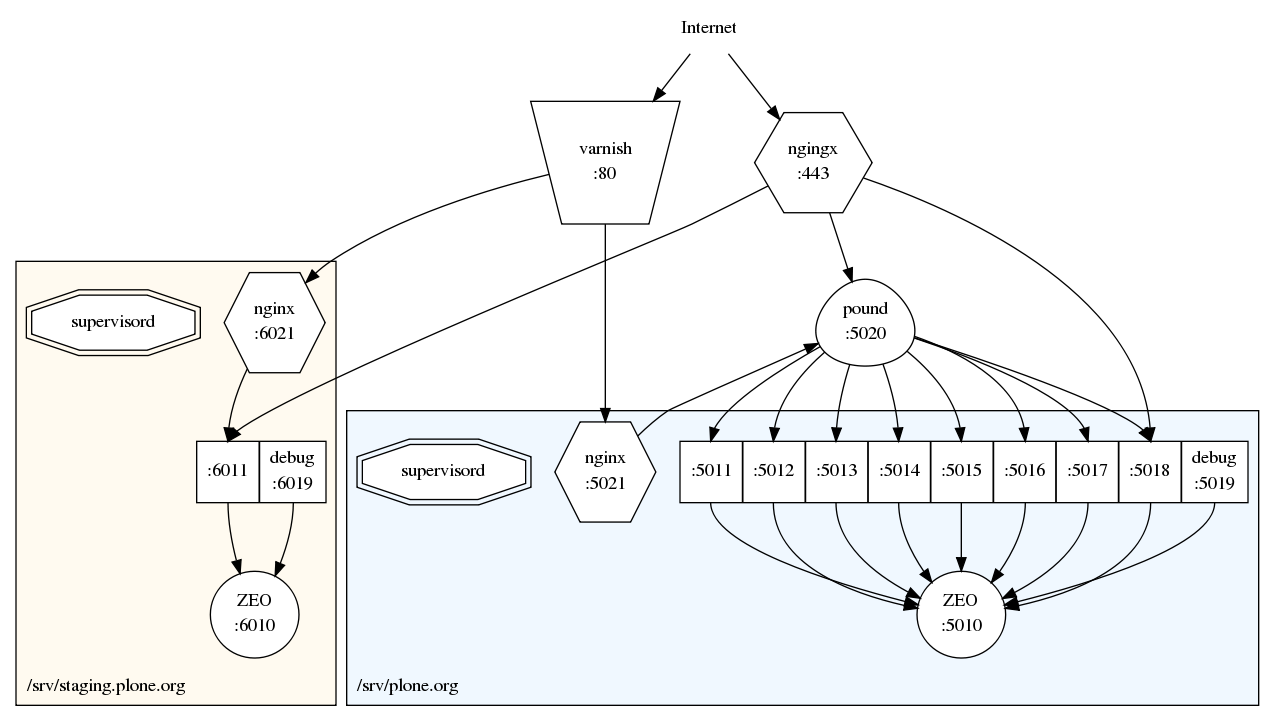 Internet
varnish
:80
ngingx
:443
nginx
:6021
supervisord
pound
:5020
:6011
debug
:6019
supervisord
nginx
:5021
:5011
:5012
:5013
:5014
:5015
:5016
:5017
:5018
debug
:5019
ZEO
:6010
ZEO
:5010
/srv/staging.plone.org
/srv/plone.org